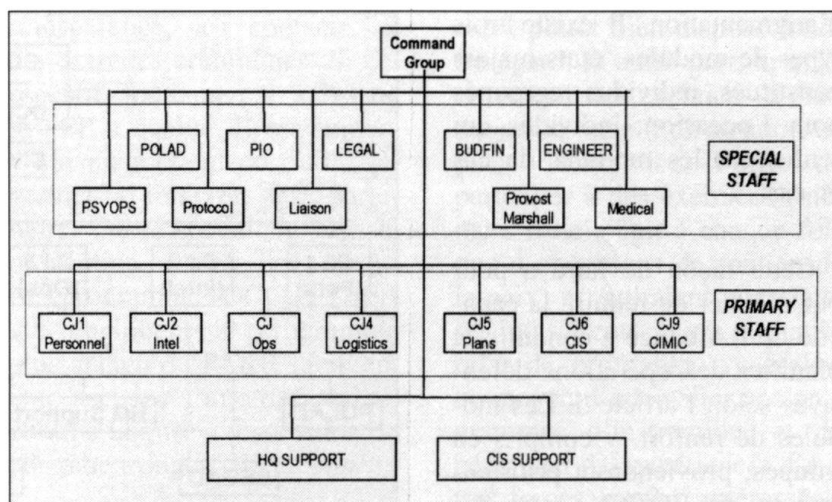 Command
Group
POLAD
PIO
LEGAL
BUDFIN
ENGINEER
SPECIAL
STAFF
PSYOPS
Protocol
Liaison
Provost
Marshall
Medical
CJ1
Personnel
CJ2
Intel
CJ
Ops
CJ4
Logistics
CJ5
Plans
CJ6
CIS
CJ9
CIMIC
PRIMARY
STAFF
HQ SUPPORT
CIS SUPPORT